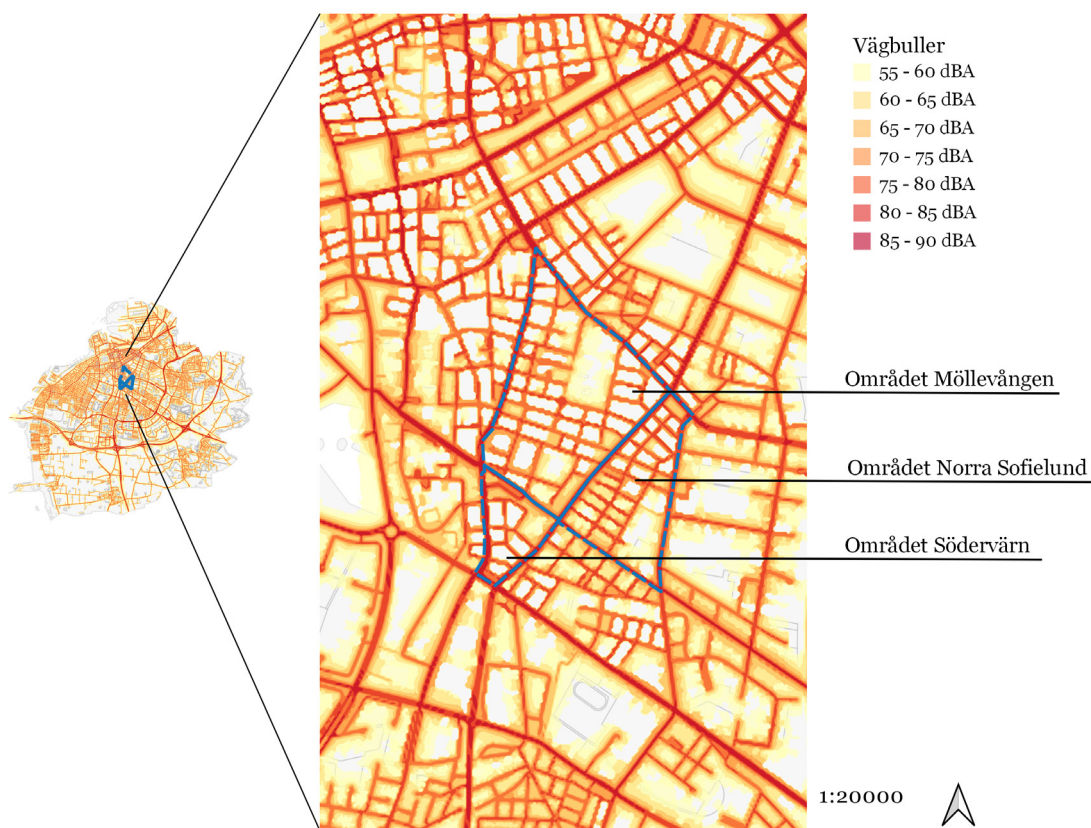 Vägbuller
55 - 60 dBA
60 - 65 dBA
65 - 70 dBA
70 - 75 dBA
75 - 80 dBA
80 - 85 dBA
85 - 90 dBA
Området Möllevången
Området Norra Sofielund
Området Södervärn
1:20000